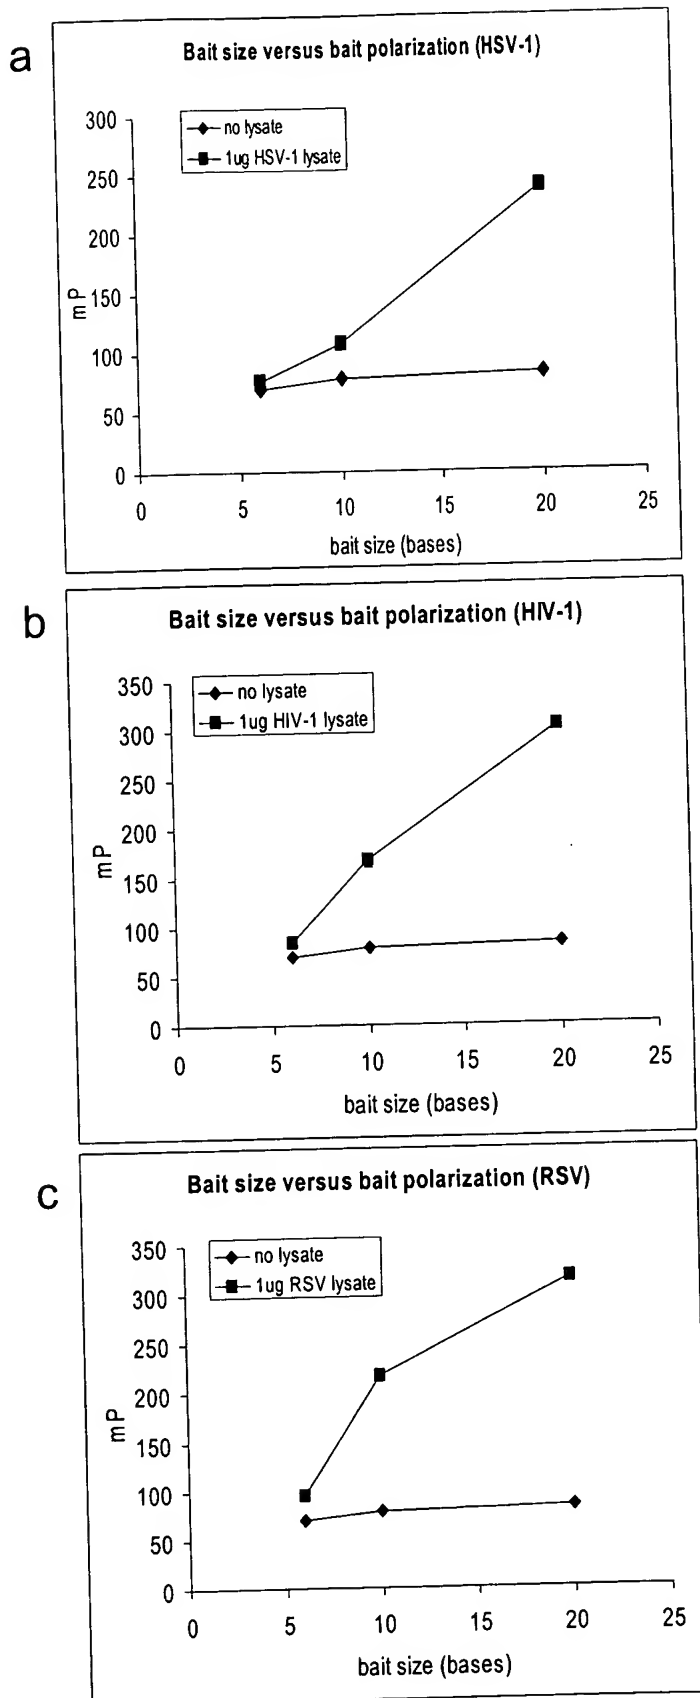 a
Bait size versus bait polarization (HSV-1)
no lysate
1ug HSV-1 lysate
300
250
200
150
100
50
0
mP
0 5 10 15 20 25
bait size (bases)
b
Bait size versus bait polarization (HIV-1)
no lysate
1ug HIV-1 lysate
350
300
250
200
150
100
50
0
mP
0 5 10 15 20 25
bait size (bases)
c
Bait size versus bait polarization (RSV)
no lysate
1ug RSV lysate
350
300
250
200
150
100
50
0
mP
0 5 10 15 20 25
bait size (bases)